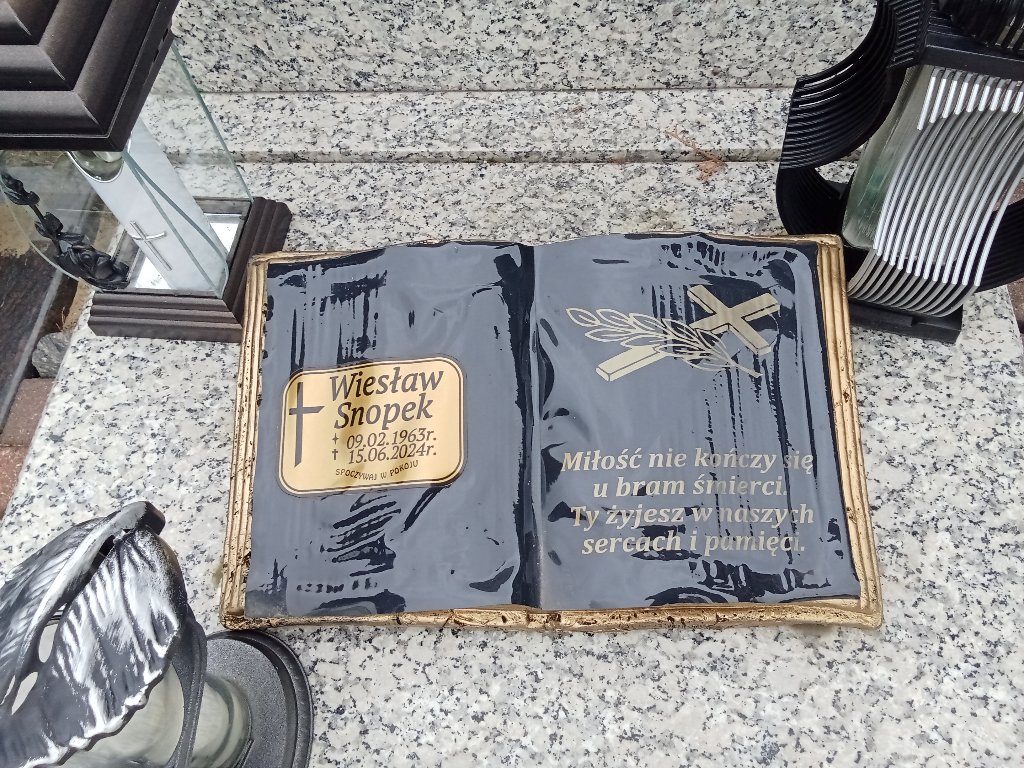 Wiesław
Snopek
09.02.1963r.
✝ 15.06.2024r.
SPOCZYWAJ W POKOJU
Miłość nie kończy się
u bram śmierci.
Ty żyjesz w naszych
sercach i pamięci.